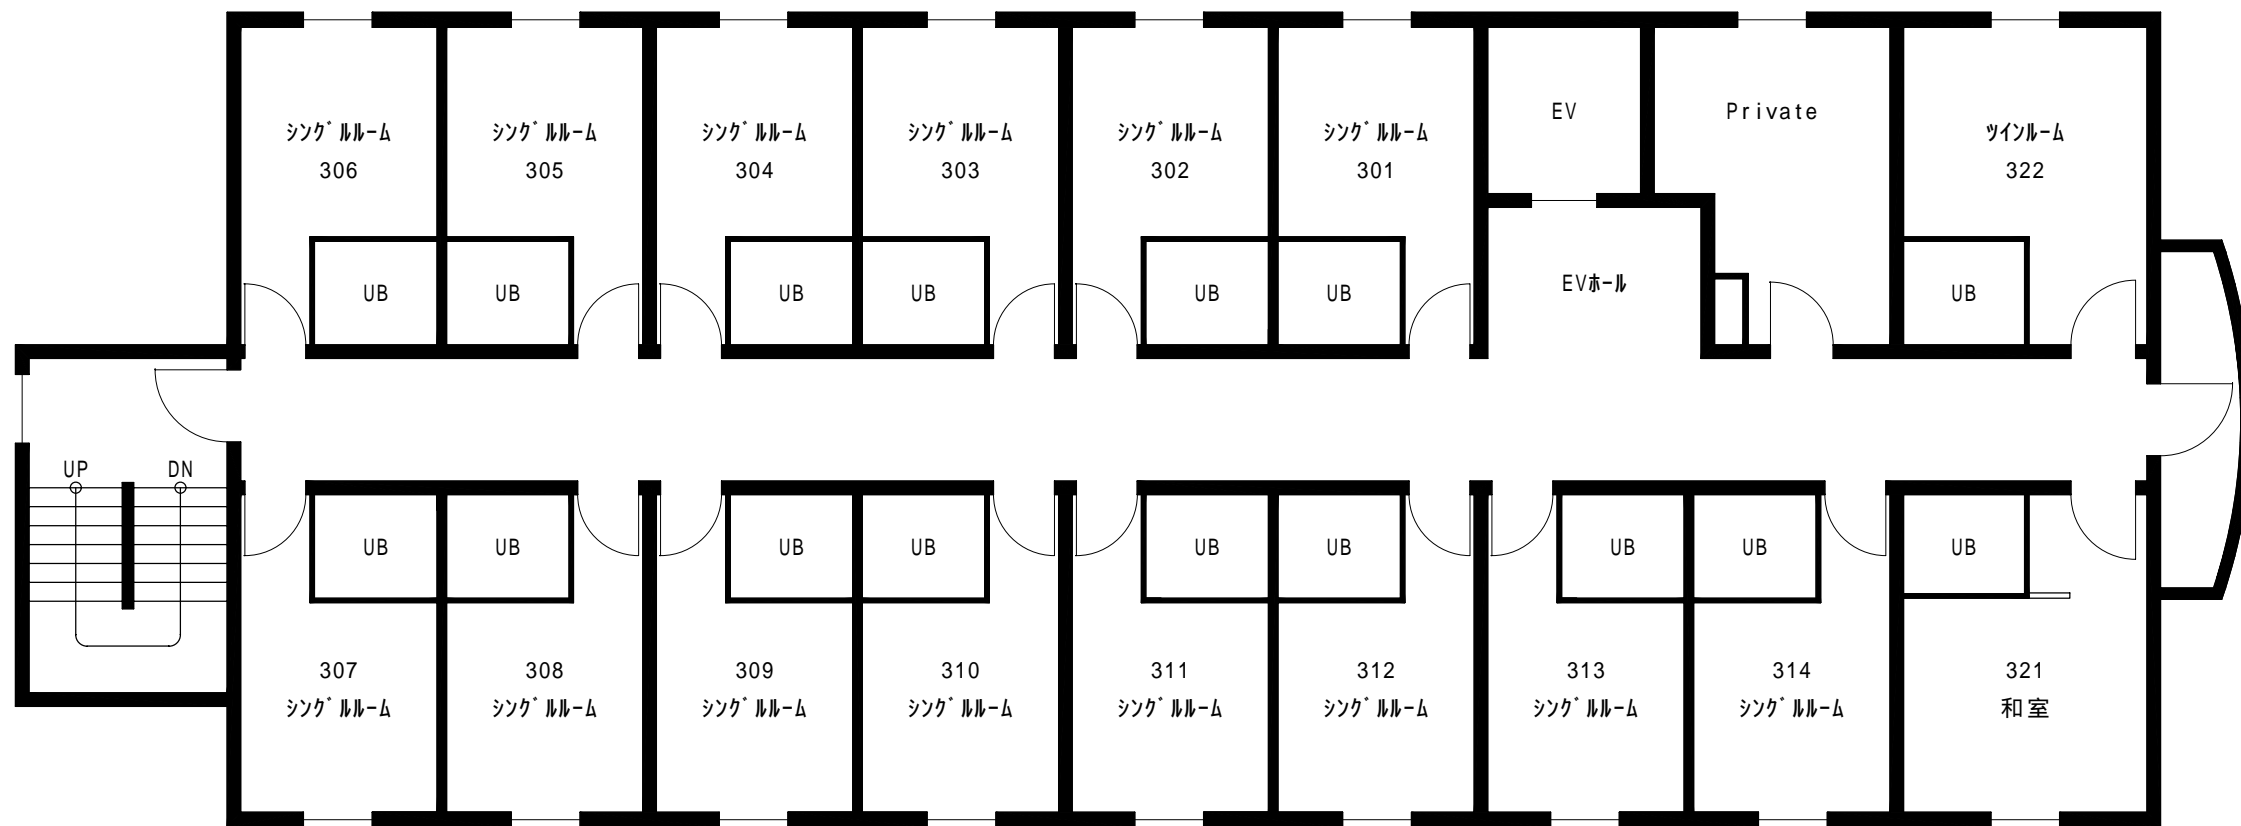 ｼﾝｸﾞﾙﾙｰﾑ
306
ｼﾝｸﾞﾙﾙｰﾑ
305
ｼﾝｸﾞﾙﾙｰﾑ
304
ｼﾝｸﾞﾙﾙｰﾑ
303
ｼﾝｸﾞﾙﾙｰﾑ
302
ｼﾝｸﾞﾙﾙｰﾑ
301
EV
Private
ﾂｲﾝﾙｰﾑ
322
UB
UB
UB
UB
UB
UB
EVﾎｰﾙ
UB
UP
DN
UB
UB
UB
UB
UB
UB
UB
UB
UB
307
ｼﾝｸﾞﾙﾙｰﾑ
308
ｼﾝｸﾞﾙﾙｰﾑ
309
ｼﾝｸﾞﾙﾙｰﾑ
310
ｼﾝｸﾞﾙﾙｰﾑ
311
ｼﾝｸﾞﾙﾙｰﾑ
312
ｼﾝｸﾞﾙﾙｰﾑ
313
ｼﾝｸﾞﾙﾙｰﾑ
314
ｼﾝｸﾞﾙﾙｰﾑ
321
和室